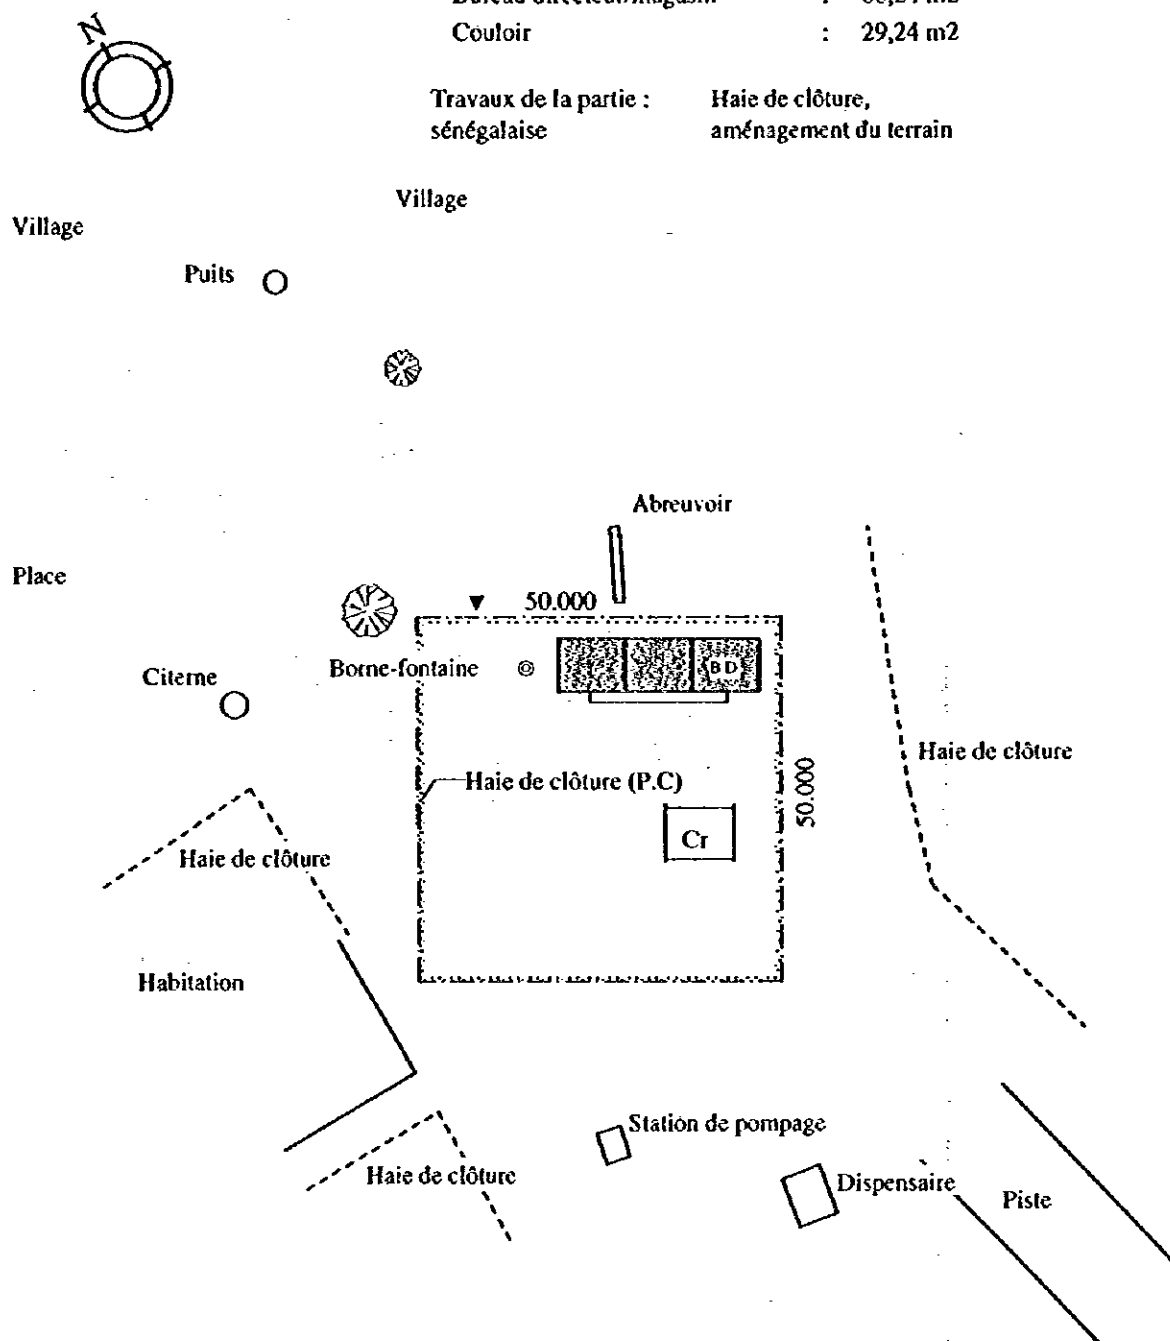 N
Couloir : 29,24 m2
Travaux de la partie : Haie de clôture,
sénégalaise aménagement du terrain
Village
Village
Puits
Abreuvoir
Place
50.000
Borne-fontaine
BD
Citerne
Haie de clôture
Haie de clôture (P.C)
50.000
Cr
Haie de clôture
Habitation
Station de pompage
Haie de clôture
Dispensaire
Piste